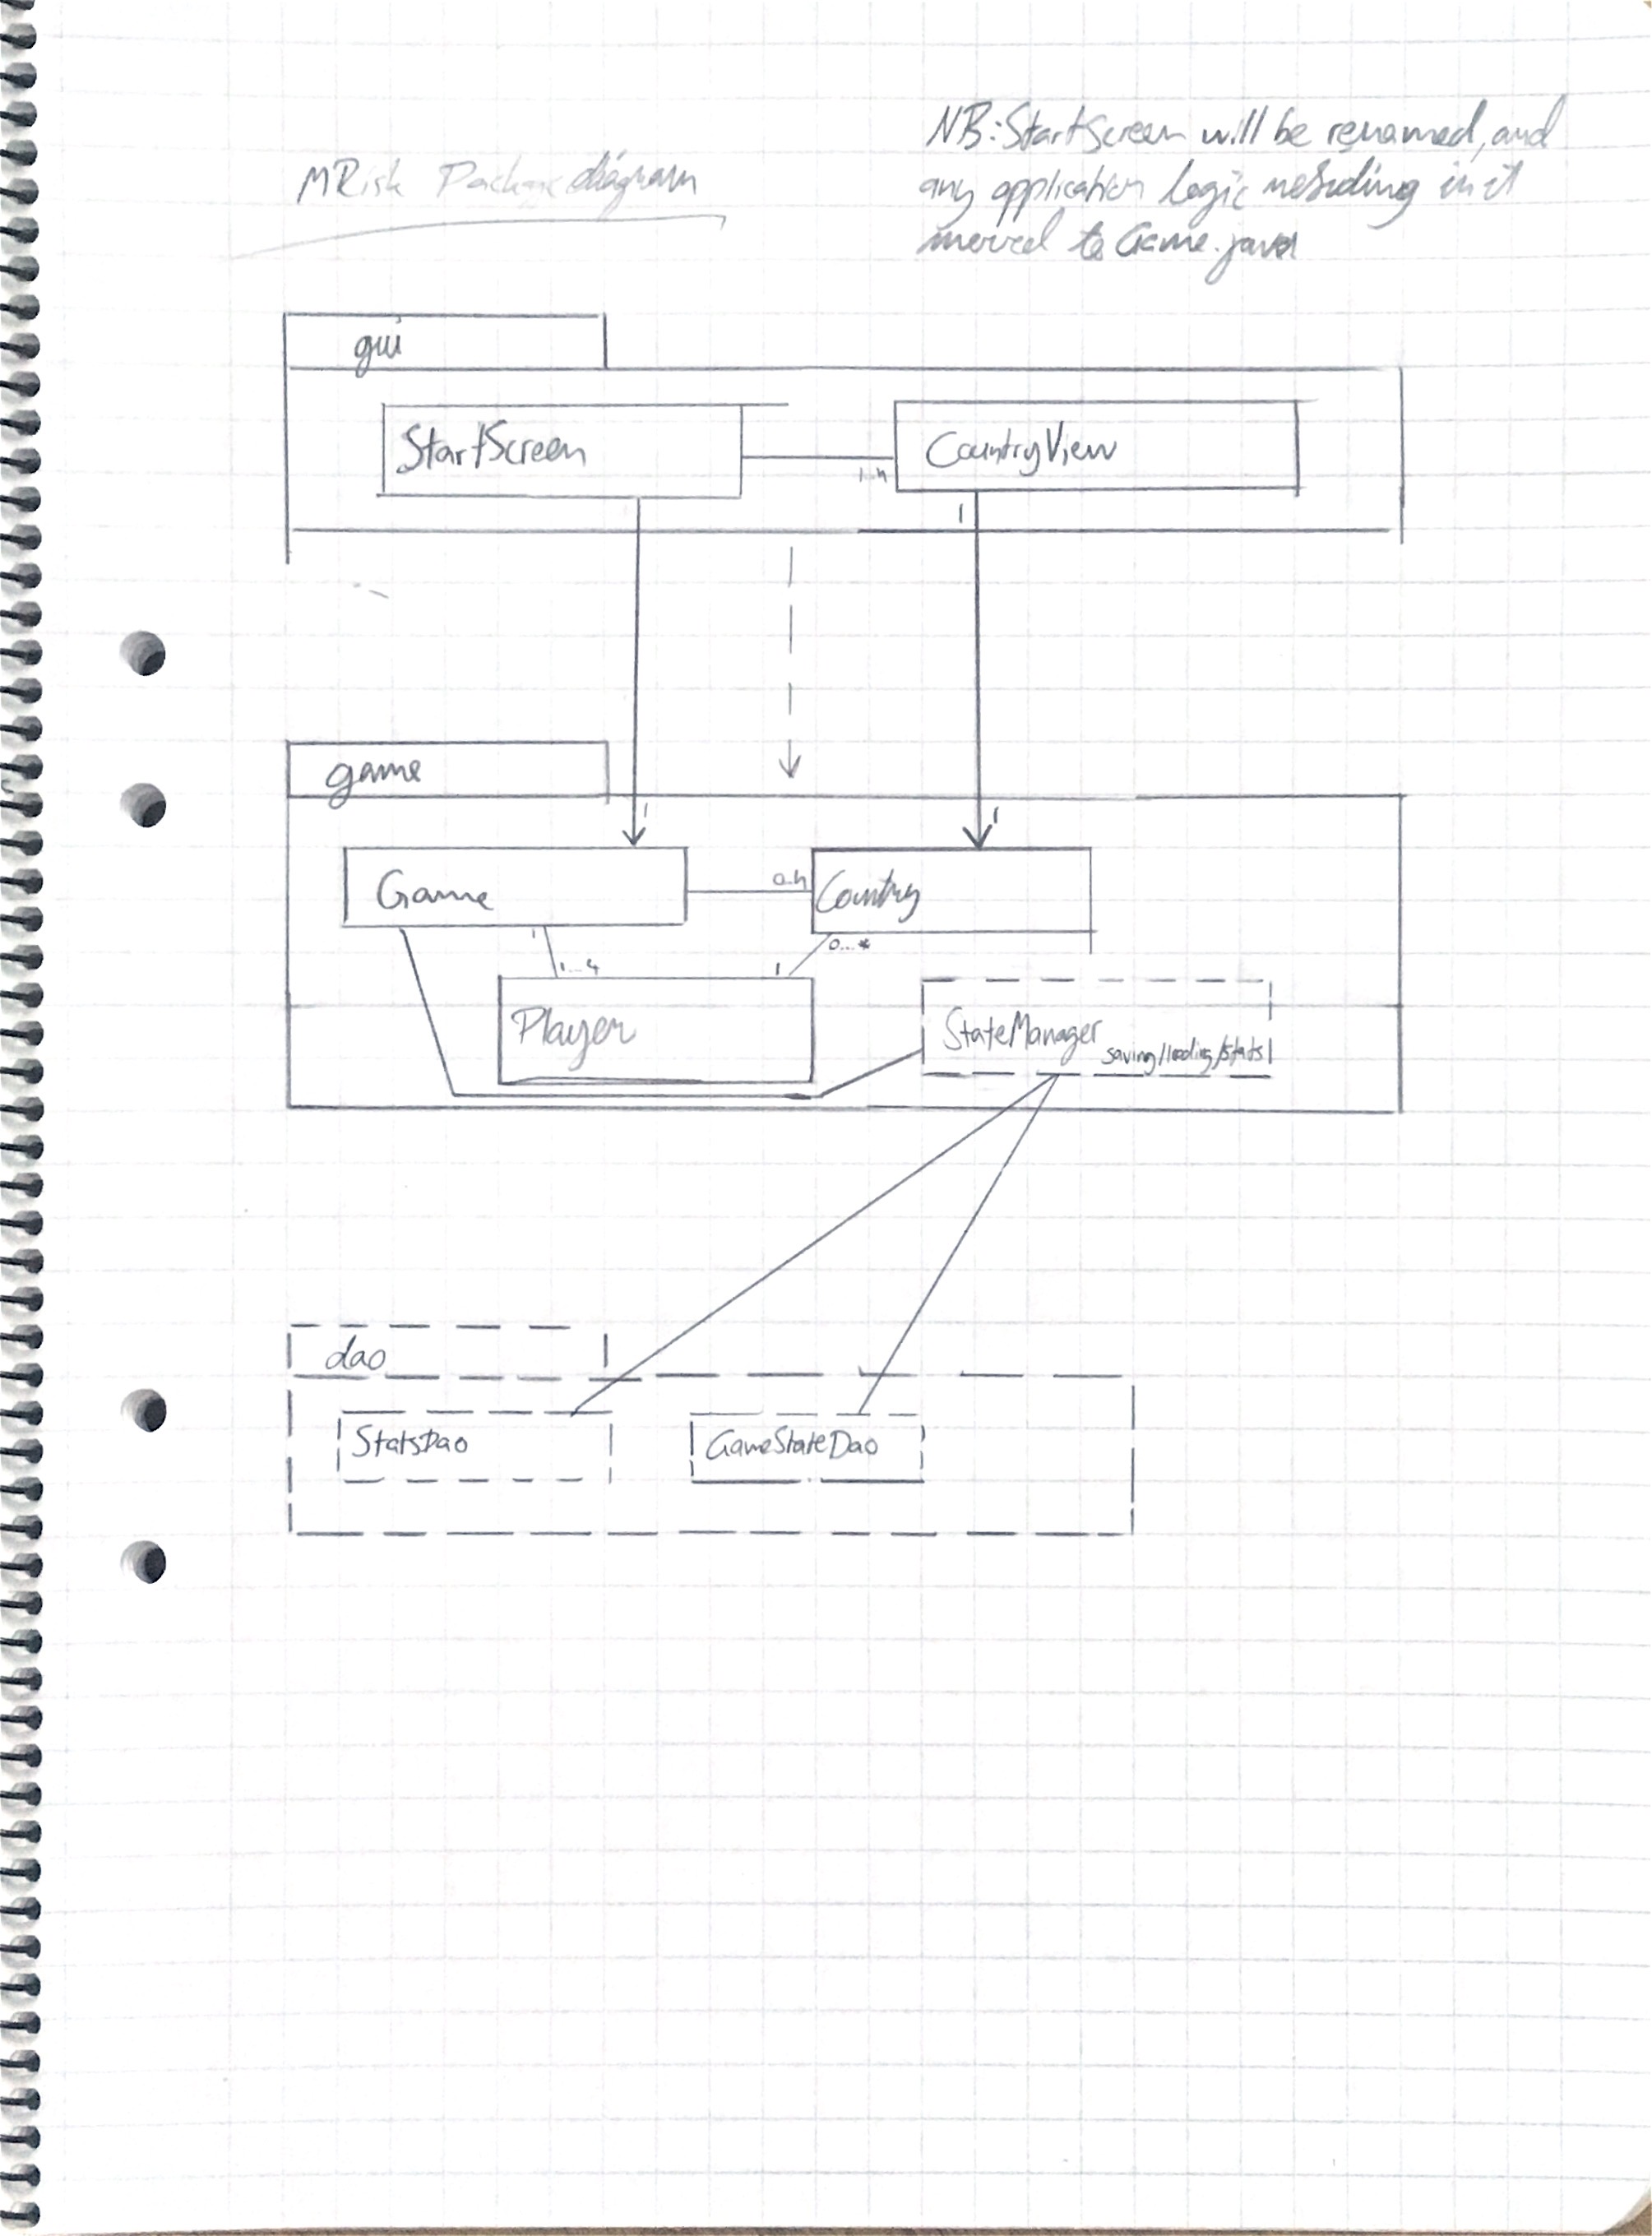 NB: StartScreen will be renamed, and
any application logic residing in it
moved to Game.java
MRisk Package diagram
gui
StartScreen
CountryView
1..n
1
game
1
1
Game
0..n
Country
1
1...4
1
0...*
Player
StateManager
saving/loading/stats
dao
StatsDao
GameStateDao